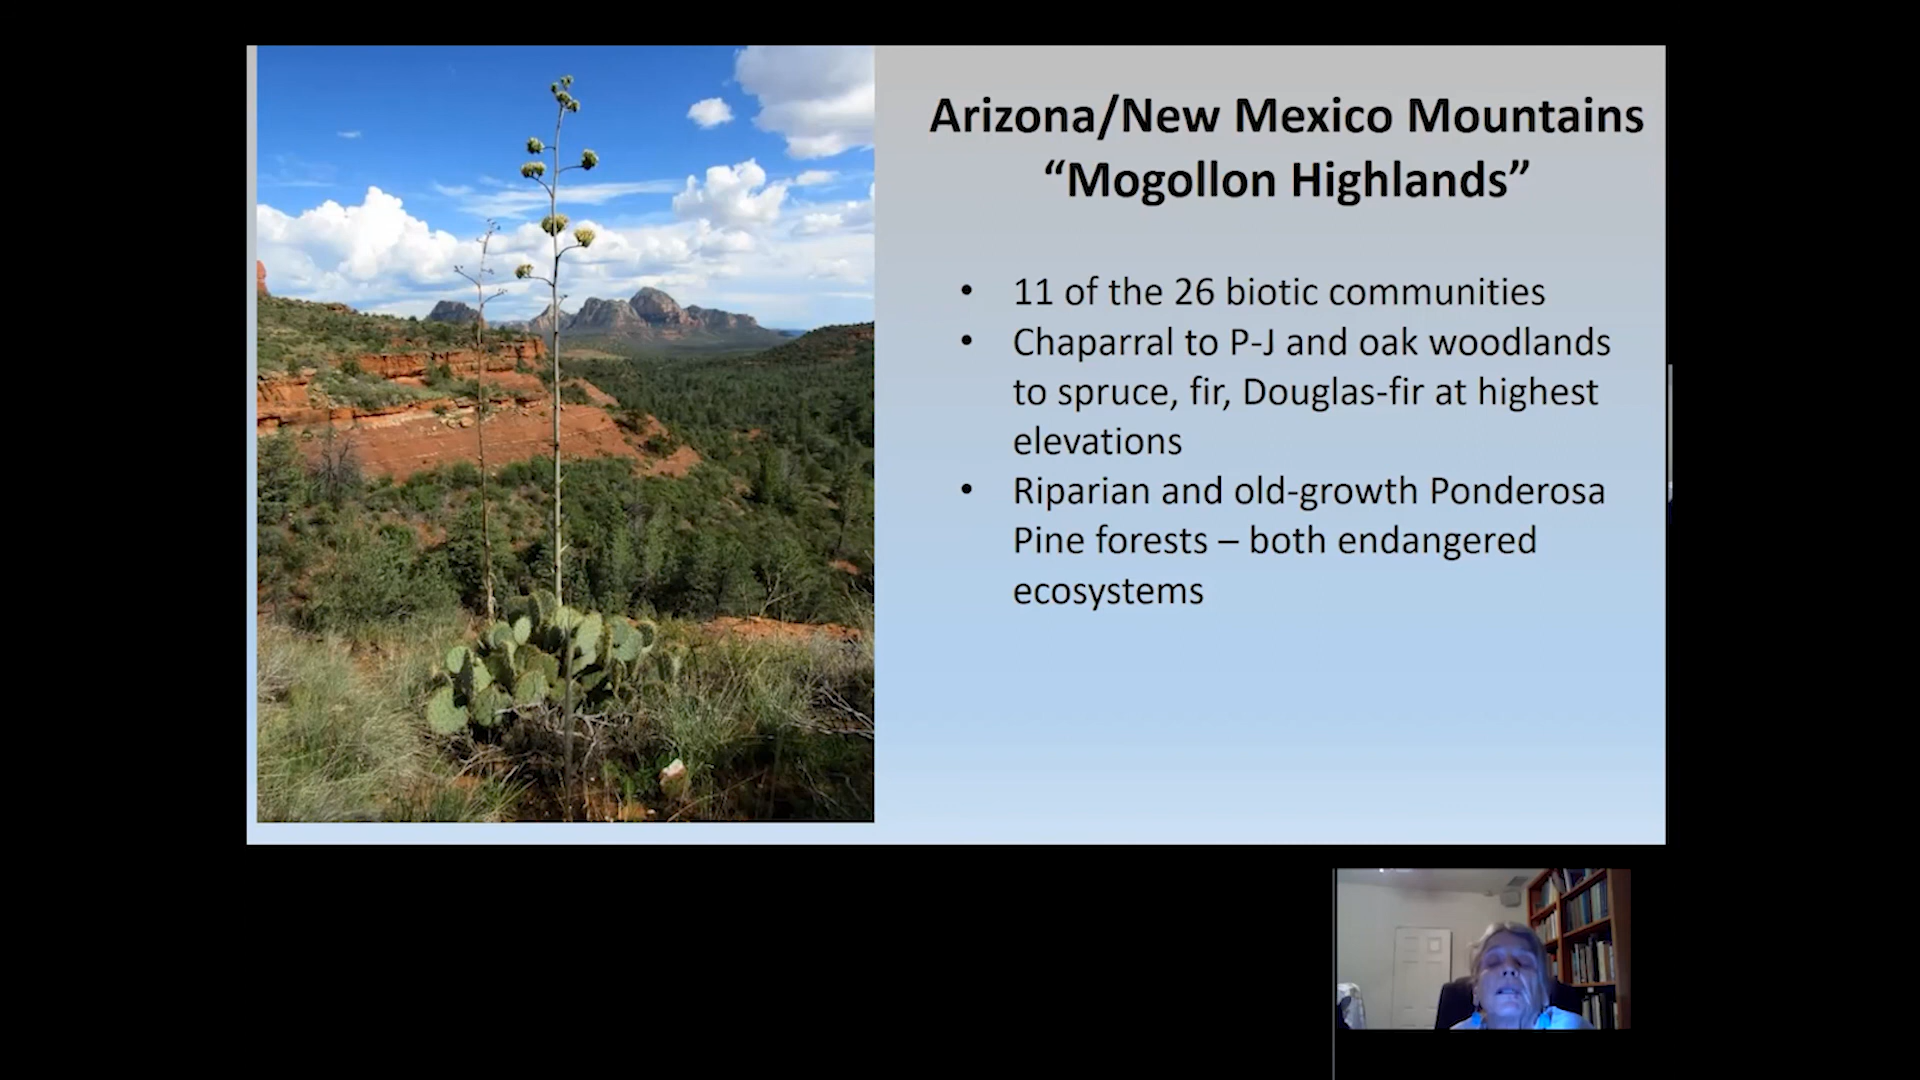 Arizona/New Mexico Mountains
“Mogollon Highlands”
• 11 of the 26 biotic communities
• Chaparral to P-J and oak woodlands
to spruce, fir, Douglas-fir at highest
elevations
• Riparian and old-growth Ponderosa
Pine forests – both endangered
ecosystems